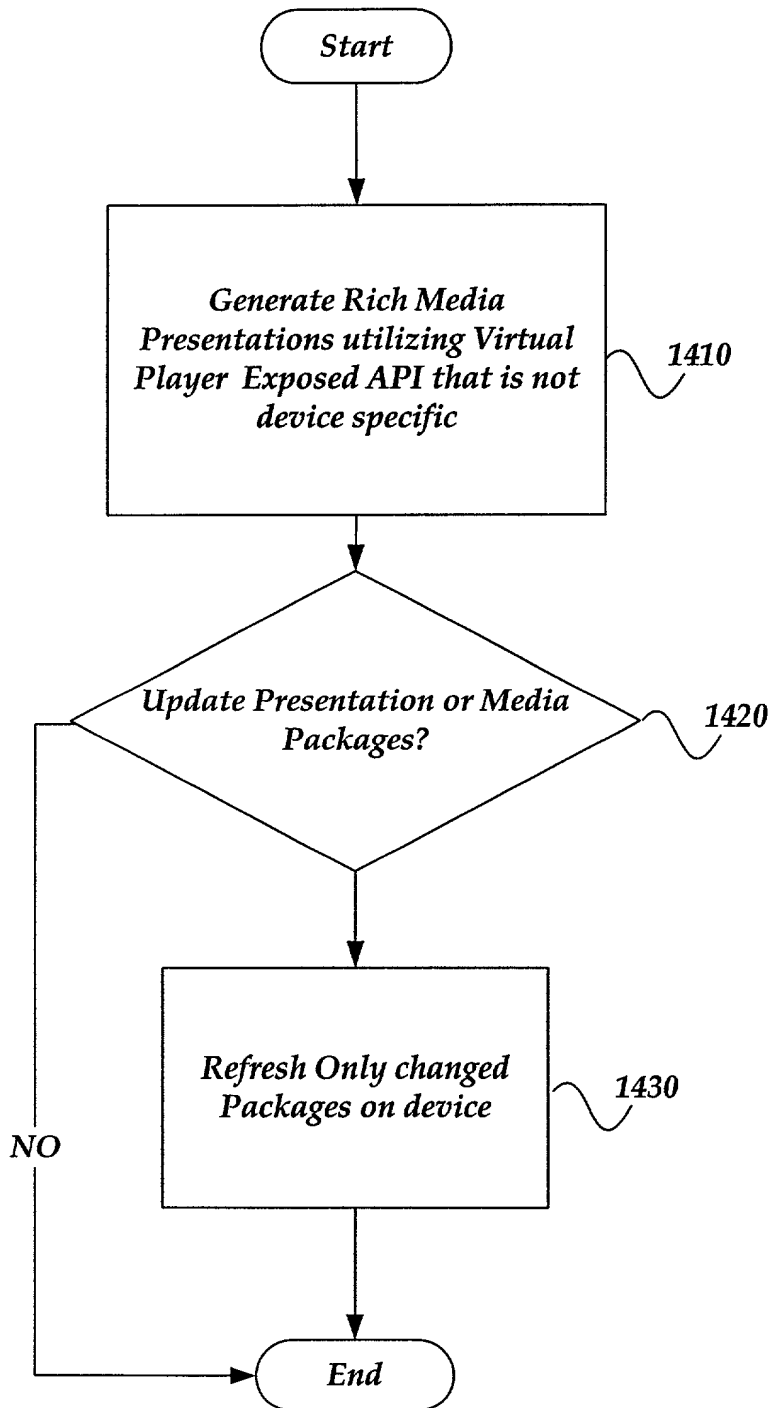 Start
Generate Rich Media
Presentations utilizing Virtual
Player Exposed API that is not
device specific
1410
Update Presentation or Media
Packages?
1420
Refresh Only changed
Packages on device
1430
NO
End